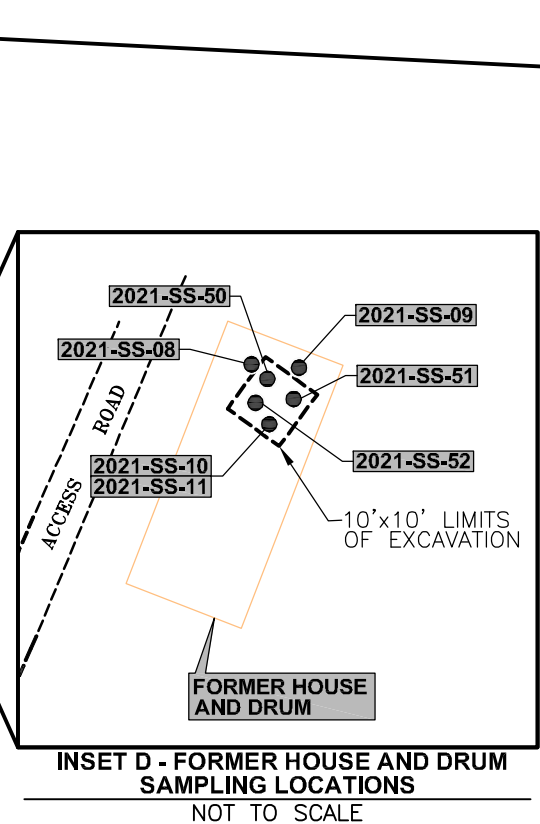 2021-SS-50
2021-SS-09
2021-SS-08
2021-SS-51
ROAD
ACCESS
2021-SS-10
2021-SS-11
2021-SS-52
10'x10' LIMITS
OF EXCAVATION
FORMER HOUSE
AND DRUM
INSET D - FORMER HOUSE AND DRUM
SAMPLING LOCATIONS
NOT TO SCALE